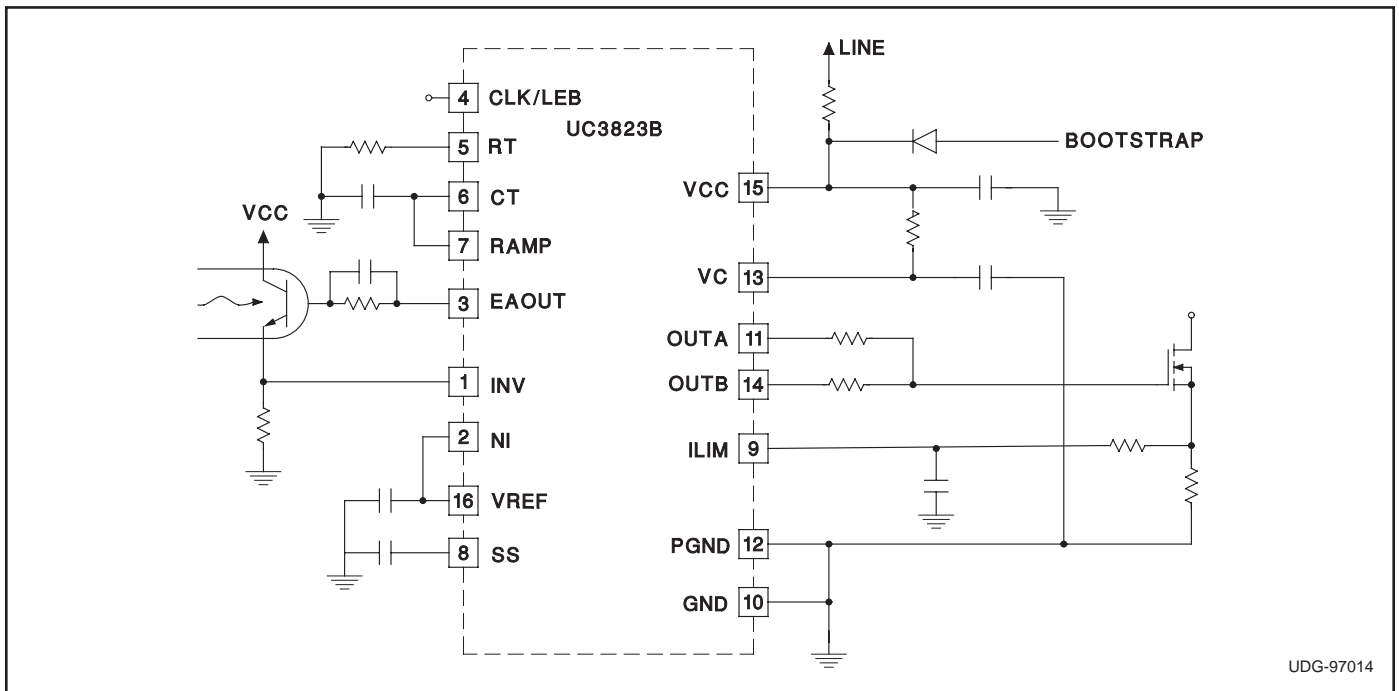 LINE
4 CLK/LEB
UC3823B
5 RT
BOOTSTRAP
6 CT
VCC 15
VCC
7 RAMP
VC 13
3 EAOUT
OUTA 11
1 INV
OUTB 14
2 NI
ILIM 9
16 VREF
PGND 12
8 SS
GND 10
UDG-97014